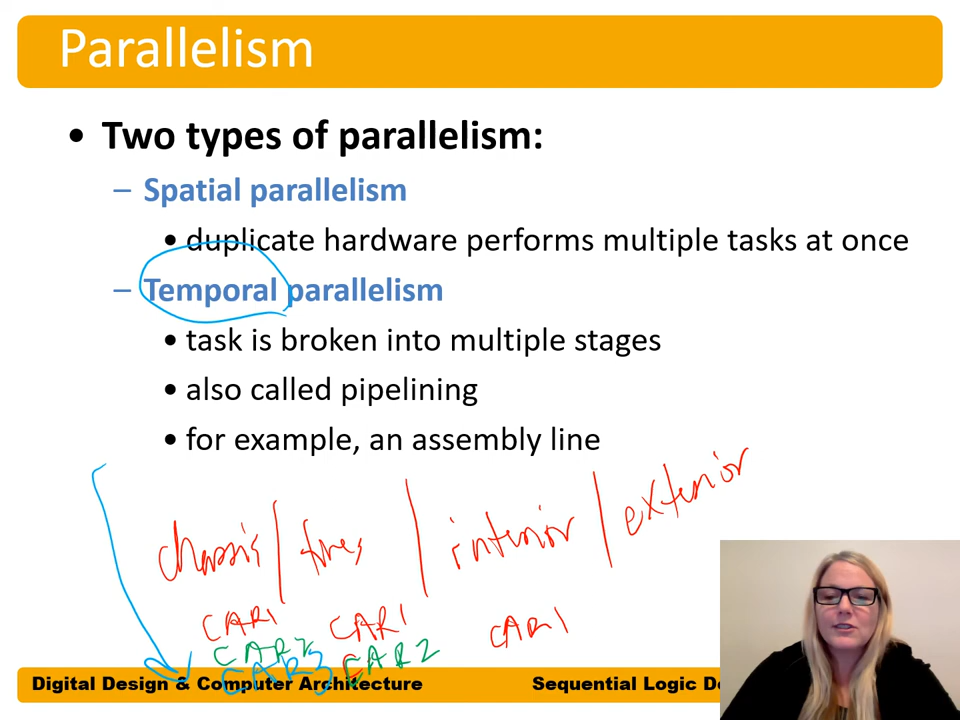 Parallelism
• Two types of parallelism:
– Spatial parallelism
• duplicate hardware performs multiple tasks at once
– Temporal parallelism
• task is broken into multiple stages
• also called pipelining
• for example, an assembly line
chassis / tires / interior / exterior
CAR1 CAR1 CAR1
CAR2 CAR2
CAR3
Digital Design & Computer Architecture Sequential Logic De